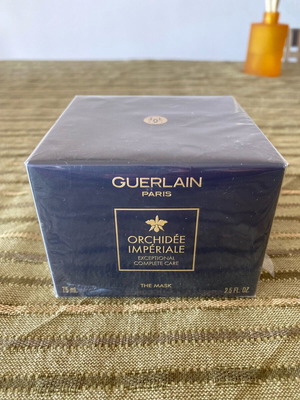 GUERLAIN
PARIS
ORCHIDÉE
IMPÉRIALE
EXCEPTIONAL
COMPLETE CARE
THE MASK
75 mL 2.5 FL. OZ